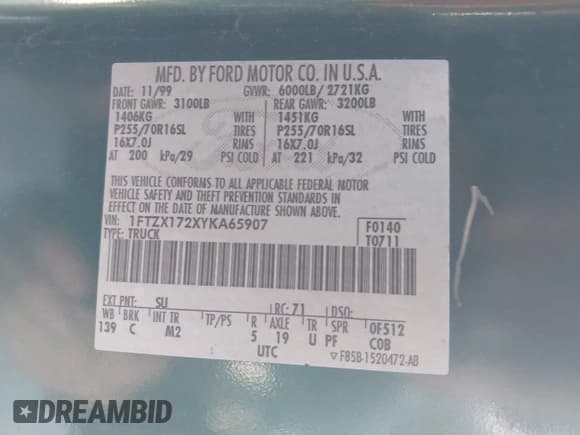 MFD. BY FORD MOTOR CO. IN U.S.A.
DATE: 11/99 GVWR: 6000LB/ 2721KG
FRONT GAWR: 3100LB REAR GAWR: 3200LB
1406KG WITH 1451KG WITH
P255/70R16SL TIRES P255/70R16SL TIRES
16X7.0J RIMS 16X7.0J RIMS
AT 200 kPa/29 PSI COLD AT 221 kPa/32 PSI COLD
THIS VEHICLE CONFORMS TO ALL APPLICABLE FEDERAL MOTOR
VEHICLE SAFETY STANDARDS IN EFFECT ON THE DATE
OF MANUFACTURE SHOWN ABOVE.
VIN: 1FTZX172XYKA65907 F0140
TYPE: TRUCK T0711
EXT PNT: SU RC: 71 DSO:
WB BRK INT TR TP/PS R AXLE TR SPR 0F512
139 C M2 5 19 U PF COB
UTC ▽F85B-1520472-AB
DREAMBID